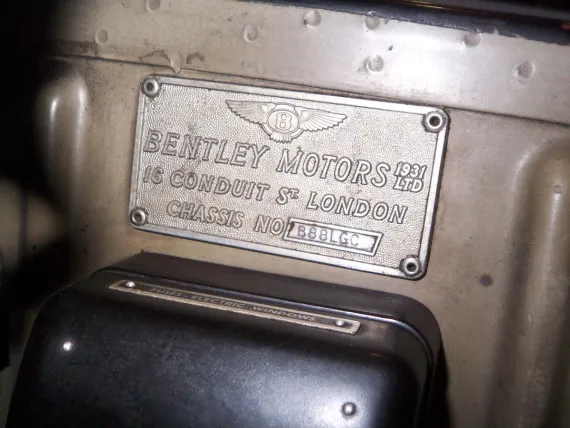 B
BENTLEY MOTORS 1931 LTD
16 CONDUIT ST. LONDON
CHASSIS NO B88LGC
ELECTRIC WINDOWS